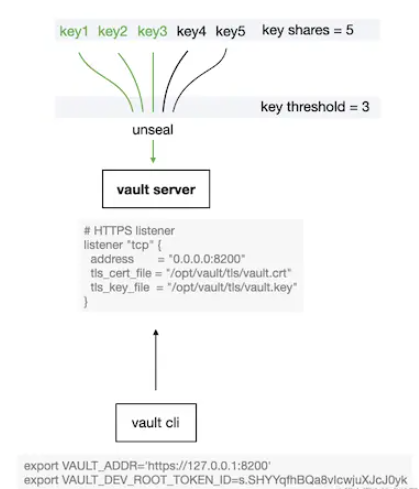 key1 key2 key3 key4 key5 key shares = 5
key threshold = 3
unseal
vault server
# HTTPS listener
listener "tcp" {
address = "0.0.0.0:8200"
tls_cert_file = "/opt/vault/tls/vault.crt"
tls_key_file = "/opt/vault/tls/vault.key"
}
vault cli
export VAULT_ADDR='https://127.0.0.1:8200'
export VAULT_DEV_ROOT_TOKEN_ID=s.SHYYqfhBQa8vIcwjuXJcJ0yk